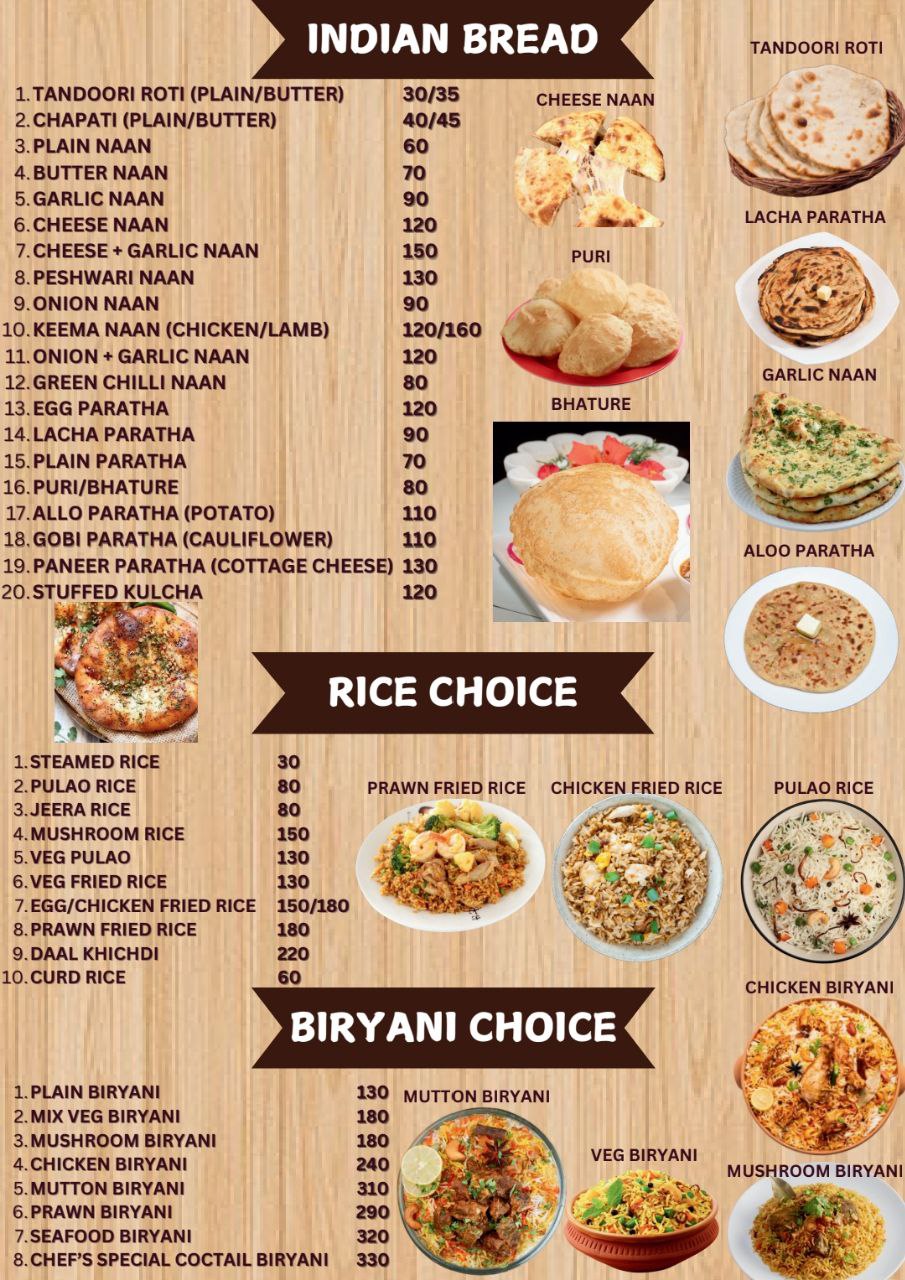 INDIAN BREAD
1. TANDOORI ROTI (PLAIN/BUTTER) 30/35
2. CHAPATI (PLAIN/BUTTER) 40/45
3. PLAIN NAAN 60
4. BUTTER NAAN 70
5. GARLIC NAAN 90
6. CHEESE NAAN 120
7. CHEESE + GARLIC NAAN 150
8. PESHWARI NAAN 130
9. ONION NAAN 90
10. KEEMA NAAN (CHICKEN/LAMB) 120/160
11. ONION + GARLIC NAAN 120
12. GREEN CHILLI NAAN 80
13. EGG PARATHA 120
14. LACHA PARATHA 90
15. PLAIN PARATHA 70
16. PURI/BHATURE 80
17. ALLO PARATHA (POTATO) 110
18. GOBI PARATHA (CAULIFLOWER) 110
19. PANEER PARATHA (COTTAGE CHEESE) 130
20. STUFFED KULCHA 120
CHEESE NAAN
PURI
BHATURE
TANDOORI ROTI
LACHA PARATHA
GARLIC NAAN
ALOO PARATHA
RICE CHOICE
1. STEAMED RICE 30
2. PULAO RICE 80
3. JEERA RICE 80
4. MUSHROOM RICE 150
5. VEG PULAO 130
6. VEG FRIED RICE 130
7. EGG/CHICKEN FRIED RICE 150/180
8. PRAWN FRIED RICE 180
9. DAAL KHICHDI 220
10. CURD RICE 60
PRAWN FRIED RICE
CHICKEN FRIED RICE
PULAO RICE
BIRYANI CHOICE
1. PLAIN BIRYANI 130
2. MIX VEG BIRYANI 180
3. MUSHROOM BIRYANI 180
4. CHICKEN BIRYANI 240
5. MUTTON BIRYANI 310
6. PRAWN BIRYANI 290
7. SEAFOOD BIRYANI 320
8. CHEF'S SPECIAL COCTAIL BIRYANI 330
MUTTON BIRYANI
VEG BIRYANI
CHICKEN BIRYANI
MUSHROOM BIRYANI